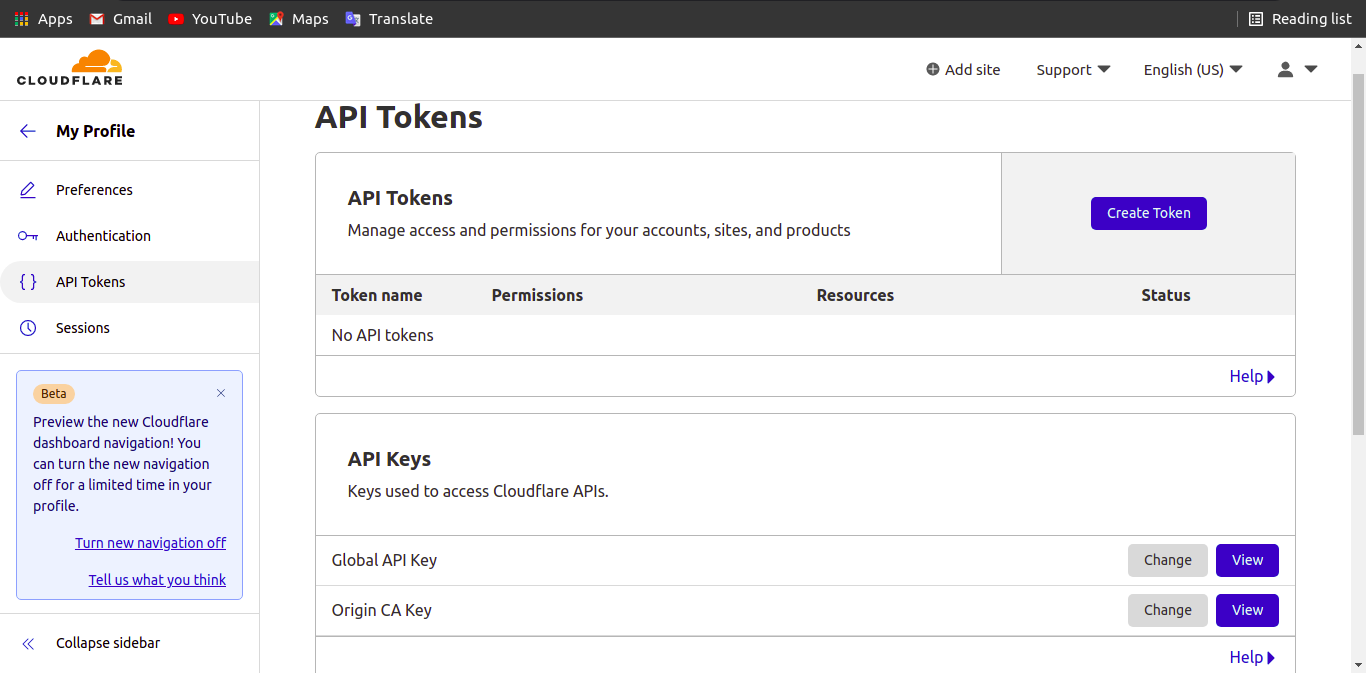 Apps Gmail YouTube Maps Translate Reading list
CLOUDFLARE
Add site Support English (US)
My Profile
Preferences
Authentication
{ } API Tokens
Sessions
Beta
Preview the new Cloudflare
dashboard navigation! You
can turn the new navigation
off for a limited time in your
profile.
Turn new navigation off
Tell us what you think
Collapse sidebar
API Tokens
API Tokens
Manage access and permissions for your accounts, sites, and products
Create Token
Token name Permissions Resources Status
No API tokens
Help
API Keys
Keys used to access Cloudflare APIs.
Global API Key Change View
Origin CA Key Change View
Help